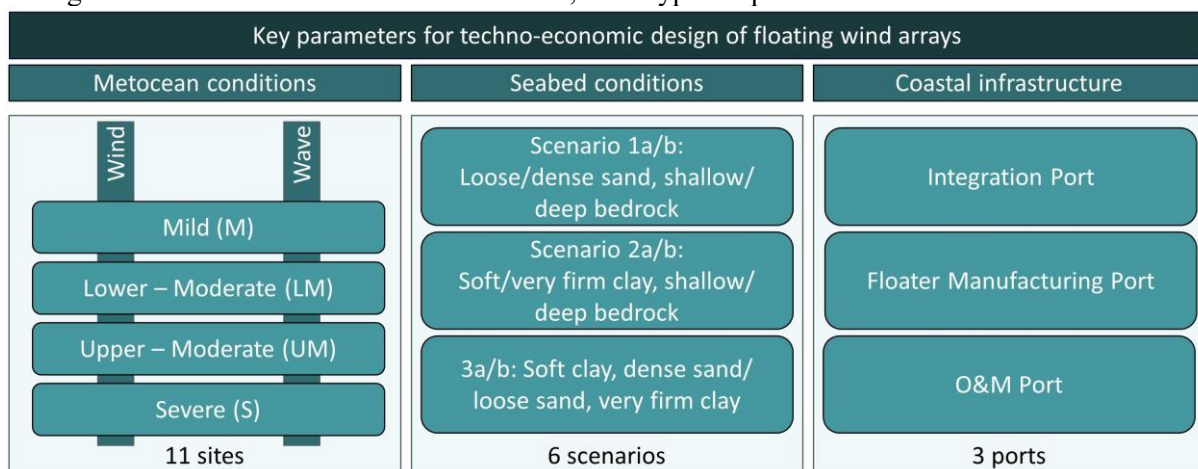 Key parameters for techno-economic design of floating wind arrays
Metocean conditions
Wind
Wave
Mild (M)
Lower – Moderate (LM)
Upper – Moderate (UM)
Severe (S)
11 sites
Seabed conditions
Scenario 1a/b:
Loose/dense sand, shallow/
deep bedrock
Scenario 2a/b:
Soft/very firm clay, shallow/
deep bedrock
3a/b: Soft clay, dense sand/
loose sand, very firm clay
6 scenarios
Coastal infrastructure
Integration Port
Floater Manufacturing Port
O&M Port
3 ports